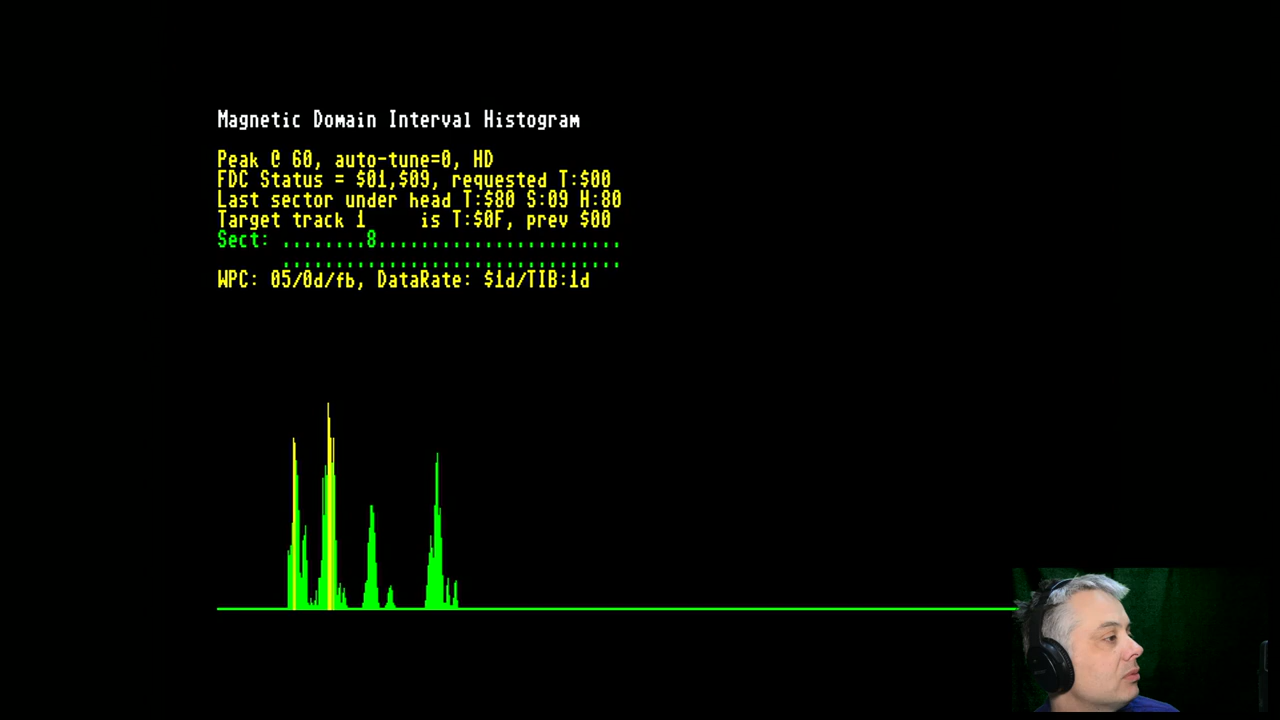 Magnetic Domain Interval Histogram
Peak @ 60, auto-tune=0, HD
FDC Status = $01,$09, requested T:$00
Last sector under head T:$80 S:09 H:80
Target track 1 is T:$0F, prev $00
Sect: ........8.......................
................................
WPC: 05/0d/fb, DataRate: $1d/TIB:1d